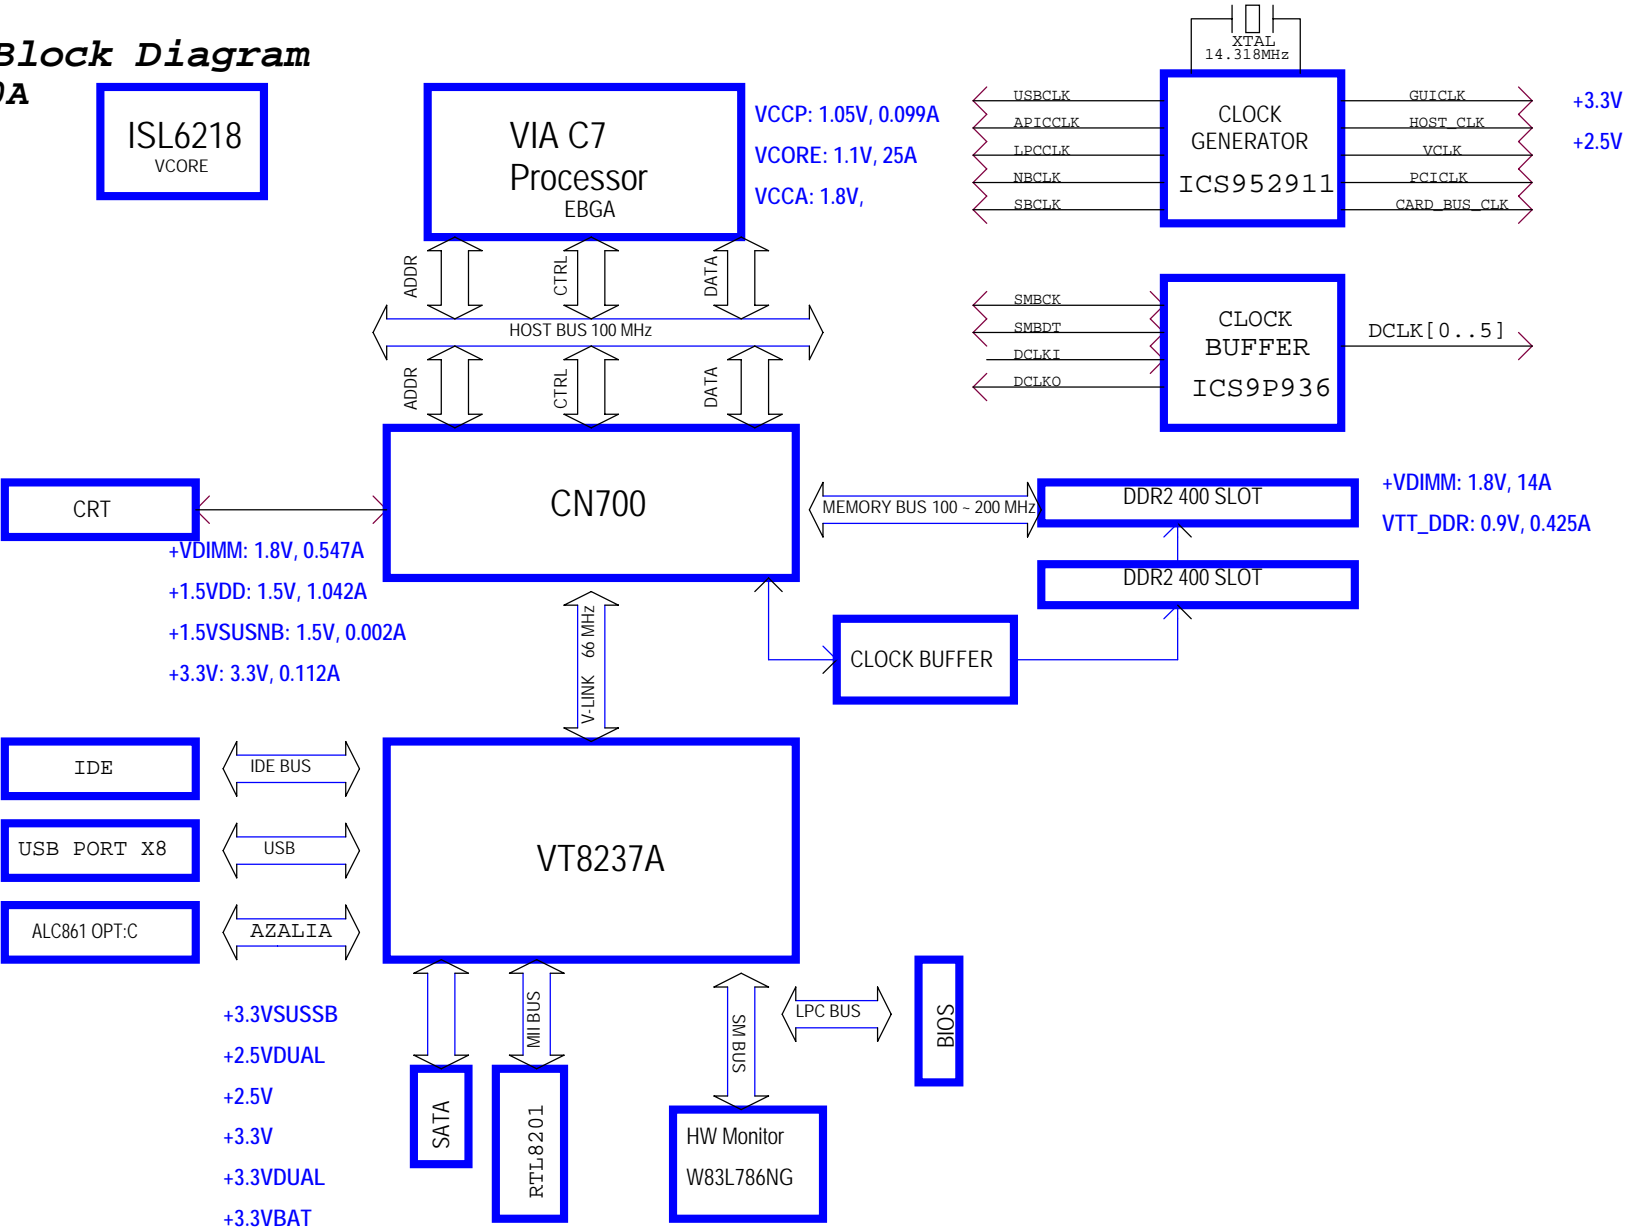 Block Diagram
0A
ISL6218
VCORE
VIA C7
Processor
EBGA
VCCP: 1.05V, 0.099A
VCORE: 1.1V, 25A
VCCA: 1.8V,
XTAL
14.318MHz
USBCLK
APICCLK
LPCCLK
NBCLK
SBCLK
CLOCK
GENERATOR
ICS952911
GUICLK
HOST_CLK
VCLK
PCICLK
CARD_BUS_CLK
+3.3V
+2.5V
ADDR
CTRL
DATA
HOST BUS 100 MHz
ADDR
CTRL
DATA
SMBCK
SMBDT
DCLKI
DCLKO
CLOCK
BUFFER
ICS9P936
DCLK[0..5]
CRT
CN700
MEMORY BUS 100 ~ 200 MHz
DDR2 400 SLOT
DDR2 400 SLOT
+VDIMM: 1.8V, 14A
VTT_DDR: 0.9V, 0.425A
+VDIMM: 1.8V, 0.547A
+1.5VDD: 1.5V, 1.042A
+1.5VSUSNB: 1.5V, 0.002A
+3.3V: 3.3V, 0.112A
V-LINK 66 MHz
CLOCK BUFFER
IDE
IDE BUS
USB PORT X8
USB
ALC861 OPT:C
AZALIA
VT8237A
+3.3VSUSSB
+2.5VDUAL
+2.5V
+3.3V
+3.3VDUAL
+3.3VBAT
SATA
MII BUS
RTL8201
SM BUS
HW Monitor
W83L786NG
LPC BUS
BIOS